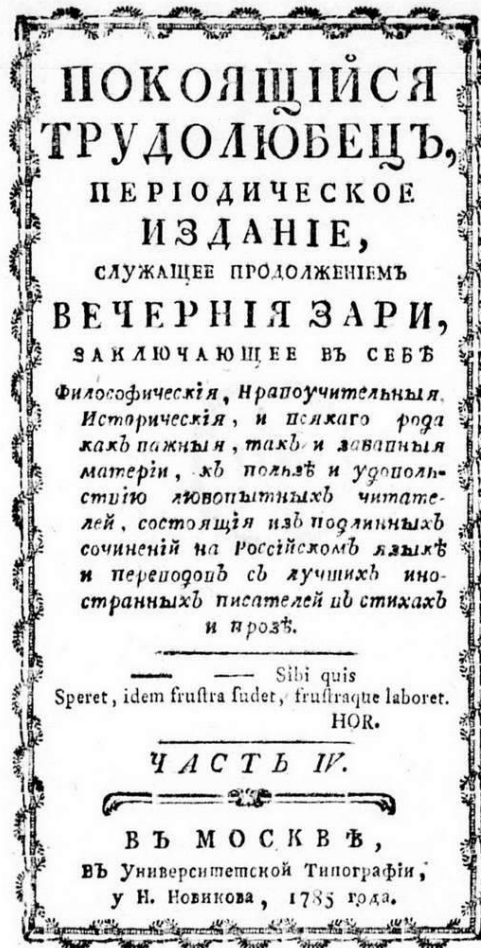 ПОКОЯЩІЙСЯ
ТРУДОЛЮБЕЦЪ,
ПЕРІОДИЧЕСКОЕ
ИЗДАНІЕ,
СЛУЖАЩЕЕ ПРОДОЛЖЕНІЕМЪ
ВЕЧЕРНІЯ ЗАРИ,
ЗАКЛЮЧАЮЩЕЕ ВЪ СЕБѢ
Философическія, Нравоучительныя,
Историческія, и всякаго рода
какъ важныя, такъ и забавныя
матеріи, къ пользѣ и удоволь-
ствію любопытныхъ читате-
лей, состоящія изъ подлинныхъ
сочиненій на Россійскомъ языкѣ
и переводовъ съ лучшихъ ино-
странныхъ писателей въ стихахъ
и прозѣ.
—— —— Sibi quis
Speret, idem fruſtra ſudet, fruſtraque laboret.
HOR.
ЧАСТЬ IV.
ВЪ МОСКВѢ,
ВЪ Университетской Типографіи,
у Н. Новикова, 1785 года.